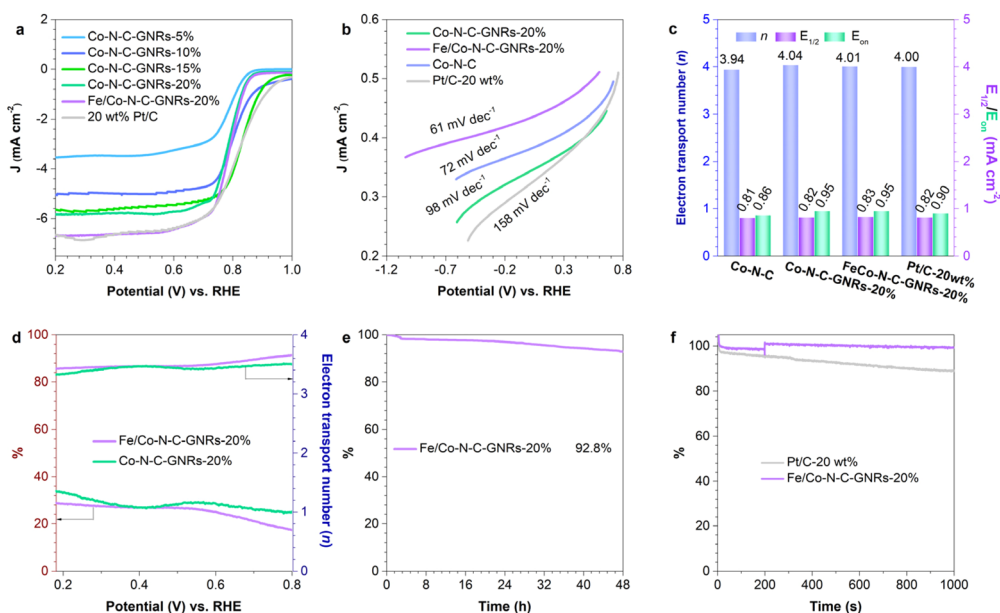 a
Co-N-C-GNRs-5%
Co-N-C-GNRs-10%
Co-N-C-GNRs-15%
Co-N-C-GNRs-20%
Fe/Co-N-C-GNRs-20%
20 wt% Pt/C
J (mA cm⁻²)
2
0
-2
-4
-6
0.2 0.4 0.6 0.8 1.0
Potential (V) vs. RHE
b
Co-N-C-GNRs-20%
Fe/Co-N-C-GNRs-20%
Co-N-C
Pt/C-20 wt%
61 mV dec⁻¹
72 mV dec⁻¹
98 mV dec⁻¹
158 mV dec⁻¹
J (mA cm⁻²)
0.6
0.5
0.4
0.3
0.2
-1.2 -0.6 0.0 0.3 0.8
Potential (V) vs. RHE
c
n E₁/₂ Eₒₙ
3.94 4.04 4.01 4.00
0.81 0.86 0.82 0.95 0.83 0.95 0.82 0.90
Electron transport number (n)
5
4
3
2
1
0
E₁/₂/Eₒₙ (mA cm⁻²)
5
4
3
2
1
0
Co-N-C
Co-N-C-GNRs-20%
FeCo-N-C-GNRs-20%
Pt/C-20wt%
d
Fe/Co-N-C-GNRs-20%
Co-N-C-GNRs-20%
%
100
80
60
40
20
0
Electron transport number (n)
4
3
2
1
0
0.2 0.4 0.6 0.8
Potential (V) vs. RHE
e
Fe/Co-N-C-GNRs-20% 92.8%
%
100
80
60
40
20
0
0 8 16 24 32 40 48
Time (h)
f
Pt/C-20 wt%
Fe/Co-N-C-GNRs-20%
%
100
80
60
40
20
0
0 200 400 600 800 1000
Time (s)